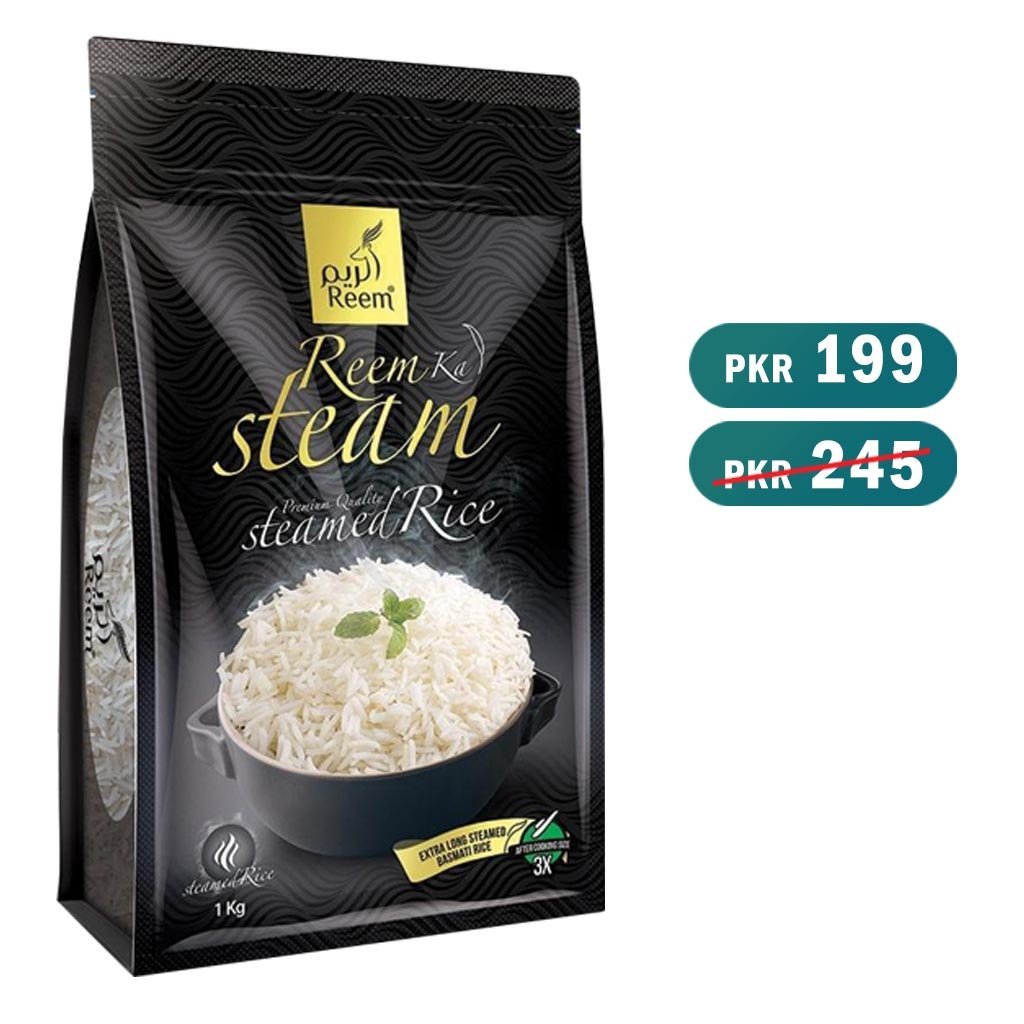 الريم
Reem®
Reem Ka
steam
Premium Quality
steamed Rice
الريم
Reem®
EXTRA LONG STEAMED
BASMATI RICE
AFTER COOKING SIZE
3X
steamed Rice
1 Kg
PKR 199
PKR 245